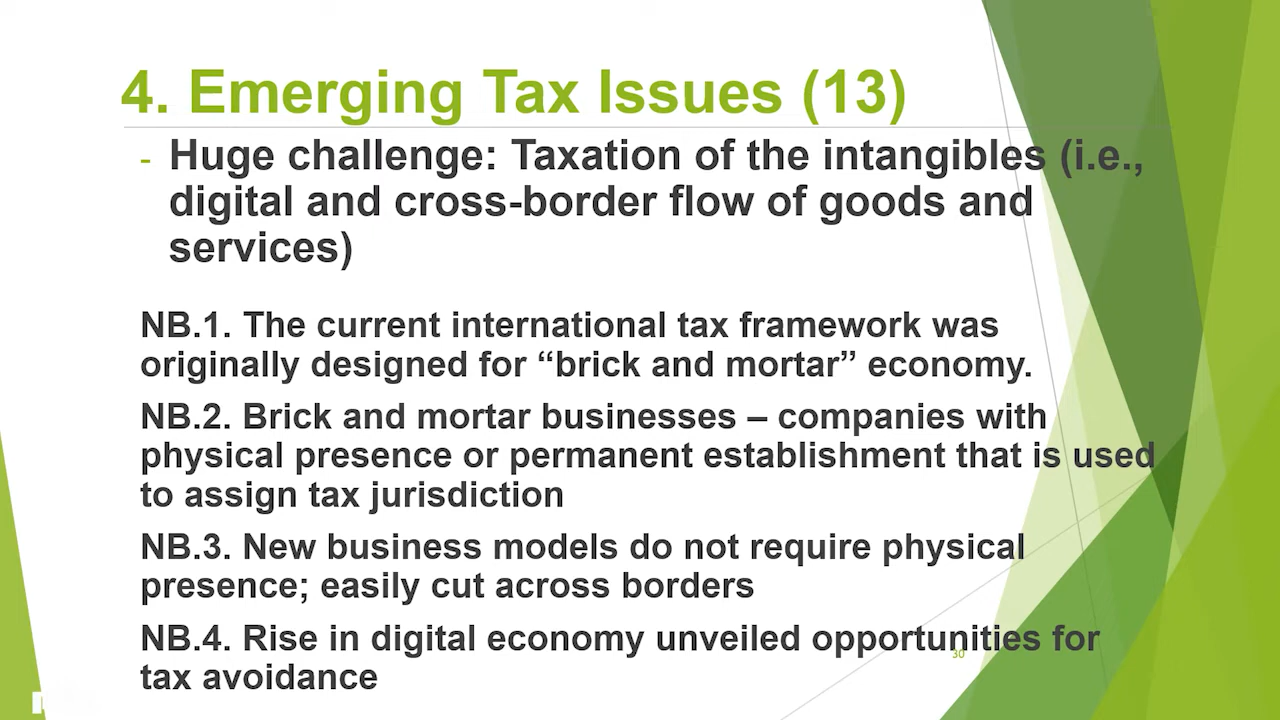 4. Emerging Tax Issues (13)
- Huge challenge: Taxation of the intangibles (i.e.,
digital and cross-border flow of goods and
services)
NB.1. The current international tax framework was
originally designed for “brick and mortar” economy.
NB.2. Brick and mortar businesses – companies with
physical presence or permanent establishment that is used
to assign tax jurisdiction
NB.3. New business models do not require physical
presence; easily cut across borders
NB.4. Rise in digital economy unveiled opportunities for
tax avoidance
30